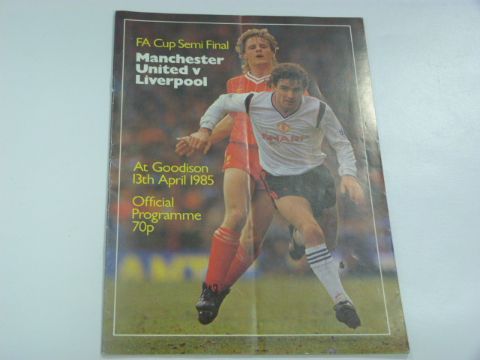 FA Cup Semi Final
Manchester
United v
Liverpool
SHARP
At Goodison
13th April 1985
Official
Programme
70p